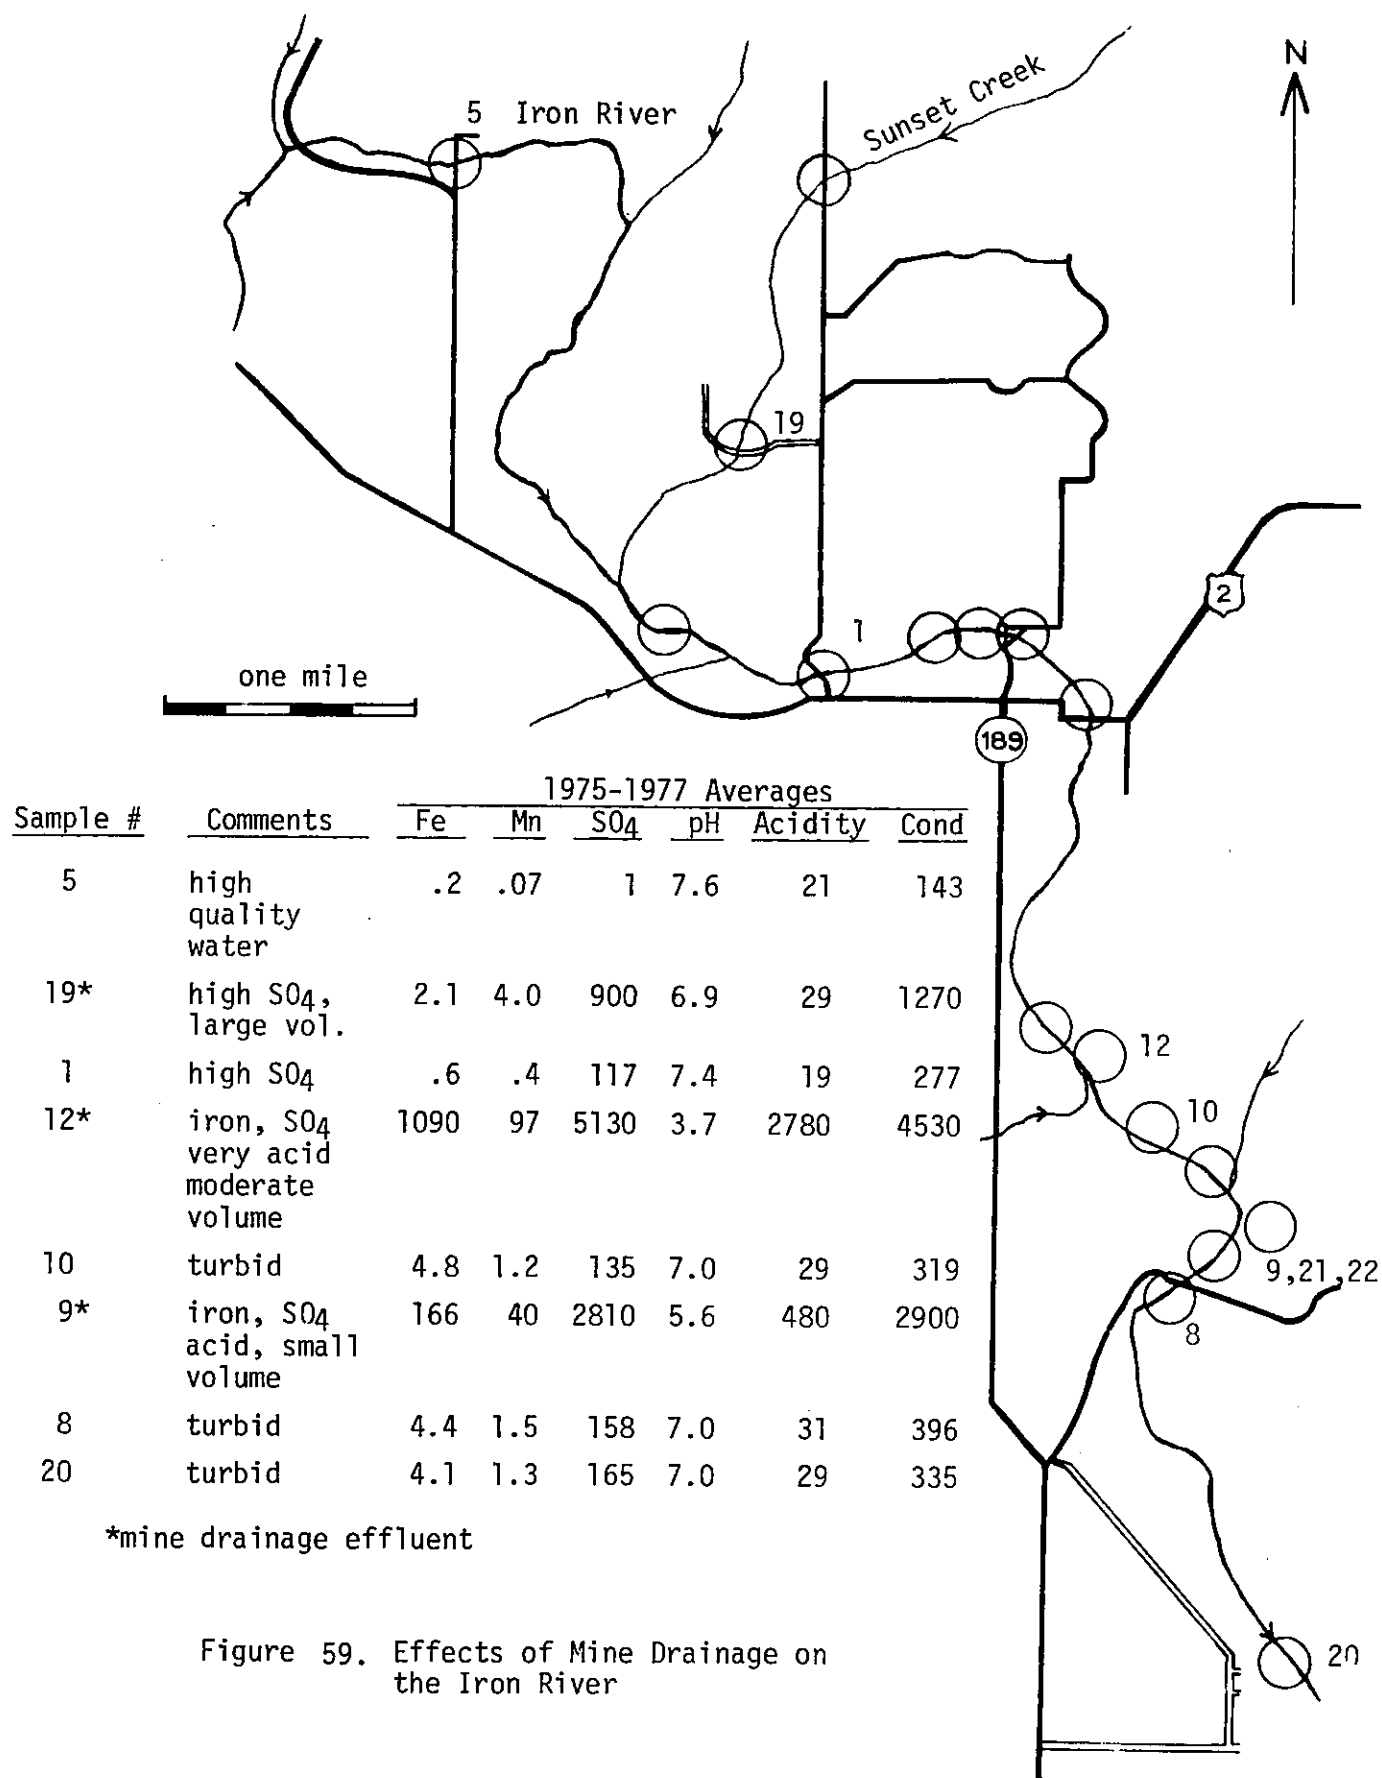 N
5 Iron River
Sunset Creek
19
2
1
one mile
189
1975-1977 Averages
Sample # Comments Fe Mn SO4 pH Acidity Cond
5 high .2 .07 1 7.6 21 143
quality
water
19* high SO4, 2.1 4.0 900 6.9 29 1270
large vol.
1 high SO4 .6 .4 117 7.4 19 277
12* iron, SO4 1090 97 5130 3.7 2780 4530
very acid
moderate
volume
10 turbid 4.8 1.2 135 7.0 29 319
9* iron, SO4 166 40 2810 5.6 480 2900
acid, small
volume
8 turbid 4.4 1.5 158 7.0 31 396
20 turbid 4.1 1.3 165 7.0 29 335
*mine drainage effluent
12
10
9,21,22
8
20
Figure 59. Effects of Mine Drainage on
the Iron River